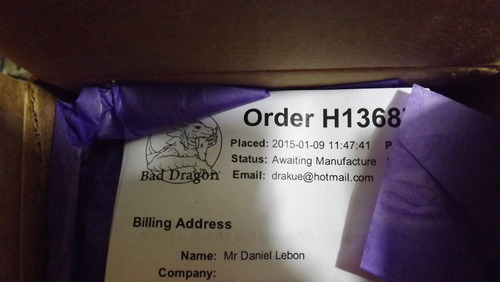 Order H1368
Placed: 2015-01-09 11:47:41 P
Status: Awaiting Manufacture
Bad Dragon
Email: drakue@hotmail.com
Billing Address
Name: Mr Daniel Lebon
Company: